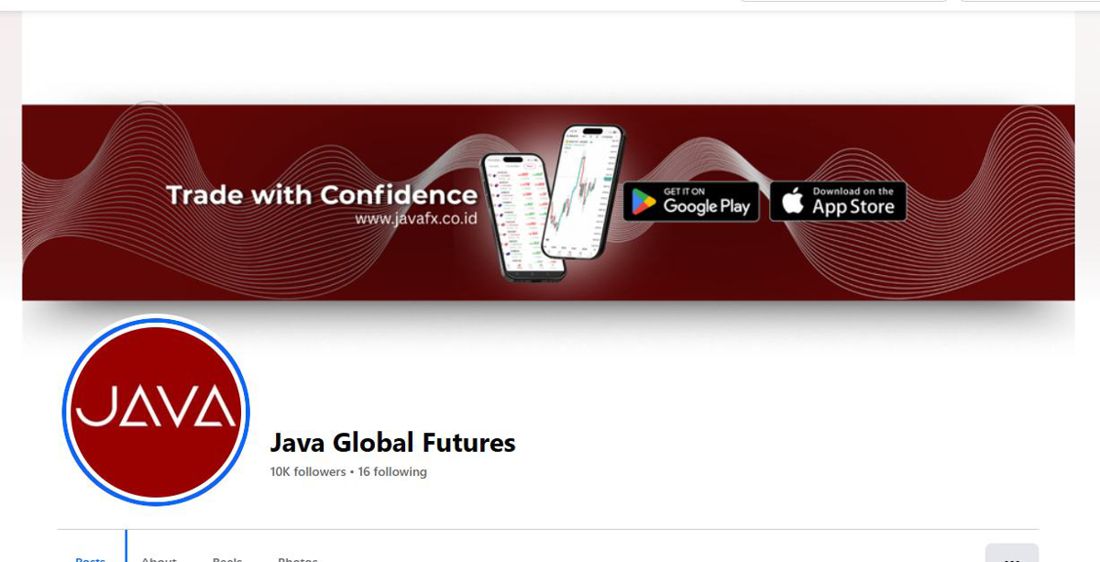 Trade with Confidence
www.javafx.co.id
GET IT ON
Google Play
Download on the
App Store
JAVA
Java Global Futures
10K followers • 16 following
Posts About Reels Photos